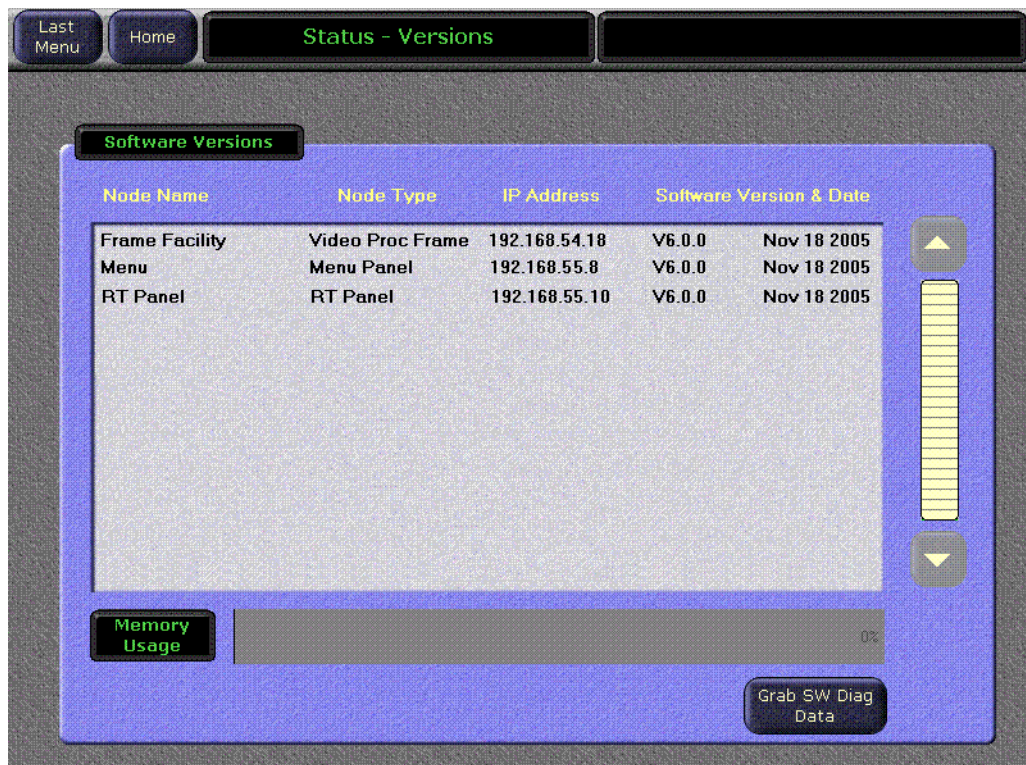 Last Menu Home Status - Versions
Software Versions
Node Name Node Type IP Address Software Version & Date
Frame Facility Video Proc Frame 192.168.54.18 V6.0.0 Nov 18 2005
Menu Menu Panel 192.168.55.8 V6.0.0 Nov 18 2005
RT Panel RT Panel 192.168.55.10 V6.0.0 Nov 18 2005
Memory
Usage
0%
Grab SW Diag
Data